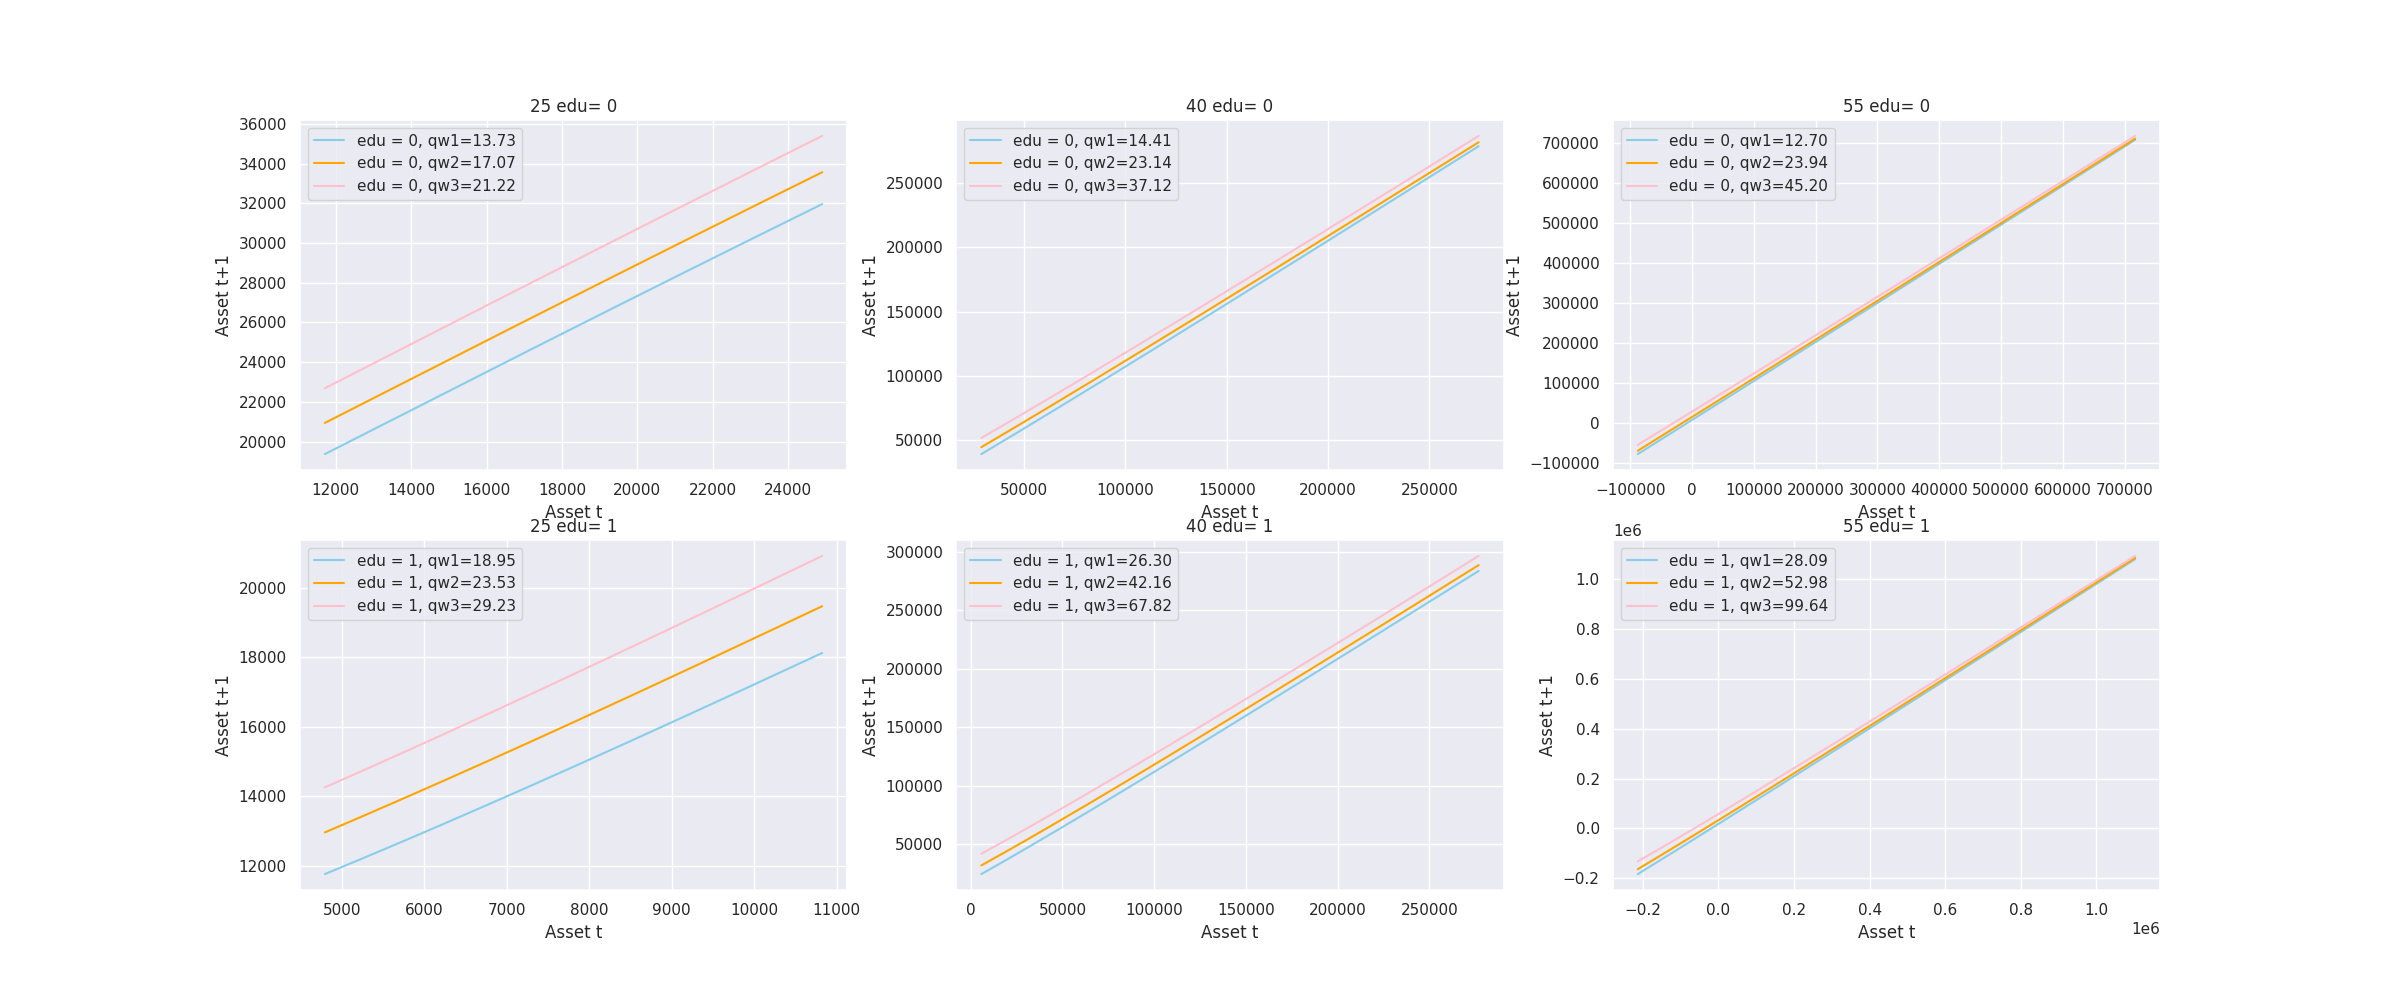 25 edu= 0
36000
34000
32000
30000
28000
26000
24000
22000
20000
Asset t+1
edu = 0, qw1=13.73
edu = 0, qw2=17.07
edu = 0, qw3=21.22
12000 14000 16000 18000 20000 22000 24000
Asset t
40 edu= 0
250000
200000
150000
100000
50000
Asset t+1
edu = 0, qw1=14.41
edu = 0, qw2=23.14
edu = 0, qw3=37.12
50000 100000 150000 200000 250000
Asset t
55 edu= 0
700000
600000
500000
400000
300000
200000
100000
0
−100000
Asset t+1
edu = 0, qw1=12.70
edu = 0, qw2=23.94
edu = 0, qw3=45.20
−100000 0 100000 200000 300000 400000 500000 600000 700000
Asset t
25 edu= 1
20000
18000
16000
14000
12000
Asset t+1
edu = 1, qw1=18.95
edu = 1, qw2=23.53
edu = 1, qw3=29.23
5000 6000 7000 8000 9000 10000 11000
Asset t
40 edu= 1
300000
250000
200000
150000
100000
50000
Asset t+1
edu = 1, qw1=26.30
edu = 1, qw2=42.16
edu = 1, qw3=67.82
0 50000 100000 150000 200000 250000
Asset t
55 edu= 1
1e6
1.0
0.8
0.6
0.4
0.2
0.0
−0.2
Asset t+1
edu = 1, qw1=28.09
edu = 1, qw2=52.98
edu = 1, qw3=99.64
−0.2 0.0 0.2 0.4 0.6 0.8 1.0
1e6
Asset t